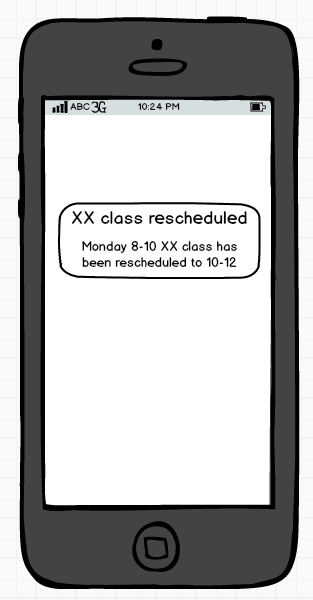 ABC 3G 10:24 PM
XX class rescheduled
Monday 8-10 XX class has
been rescheduled to 10-12